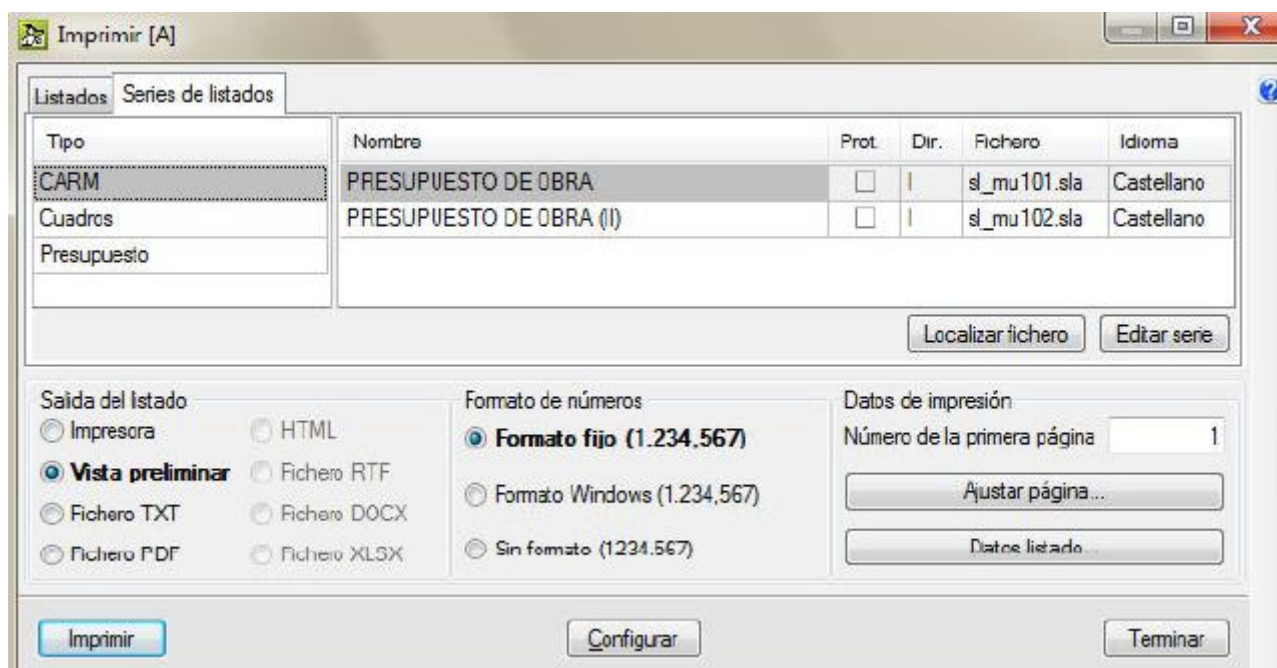 Imprimir [A]
Listados Series de listados
Tipo Nombre Prot. Dir. Fichero Idioma
CARM PRESUPUESTO DE OBRA I sl_mu101.sla Castellano
Cuadros PRESUPUESTO DE OBRA (II) I sl_mu102.sla Castellano
Presupuesto
Localizar fichero Editar serie
Salida del listado Formato de números Datos de impresión
Impresora HTML Formato fijo (1.234,567) Número de la primera página 1
Vista preliminar Fichero RTF Formato Windows (1.234,567) Ajustar página...
Fichero TXT Fichero DOCX
Fichero PDF Fichero XLSX Sin formato (1234.567) Datos listado...
Imprimir Configurar Terminar